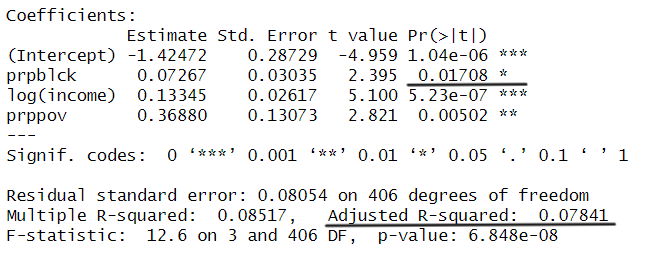 Coefficients:
Estimate Std. Error t value Pr(>|t|)
(Intercept) -1.42472 0.28729 -4.959 1.04e-06 ***
prpblck 0.07267 0.03035 2.395 0.01708 *
log(income) 0.13345 0.02617 5.100 5.23e-07 ***
prppov 0.36880 0.13073 2.821 0.00502 **
---
Signif. codes: 0 ‘***’ 0.001 ‘**’ 0.01 ‘*’ 0.05 ‘.’ 0.1 ‘ ’ 1
Residual standard error: 0.08054 on 406 degrees of freedom
Multiple R-squared: 0.08517, Adjusted R-squared: 0.07841
F-statistic: 12.6 on 3 and 406 DF, p-value: 6.848e-08